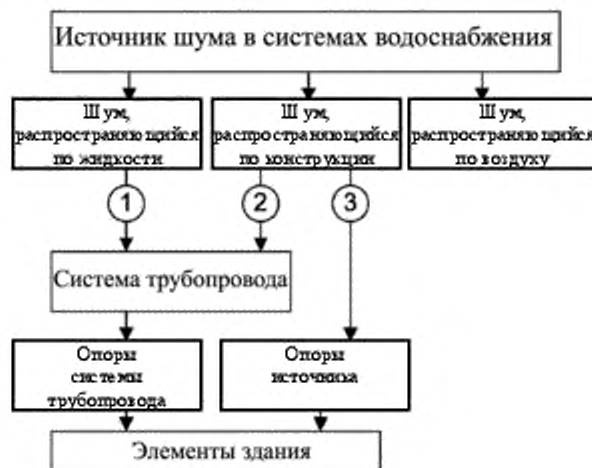 Источник шума в системах водоснабжения
Шум,
распространяющийся
по жидкости
Шум,
распространяющийся
по конструкции
Шум,
распространяющийся
по воздуху
1
2
3
Система трубопровода
Опоры
системы
трубопровода
Опоры
источника
Элементы здания